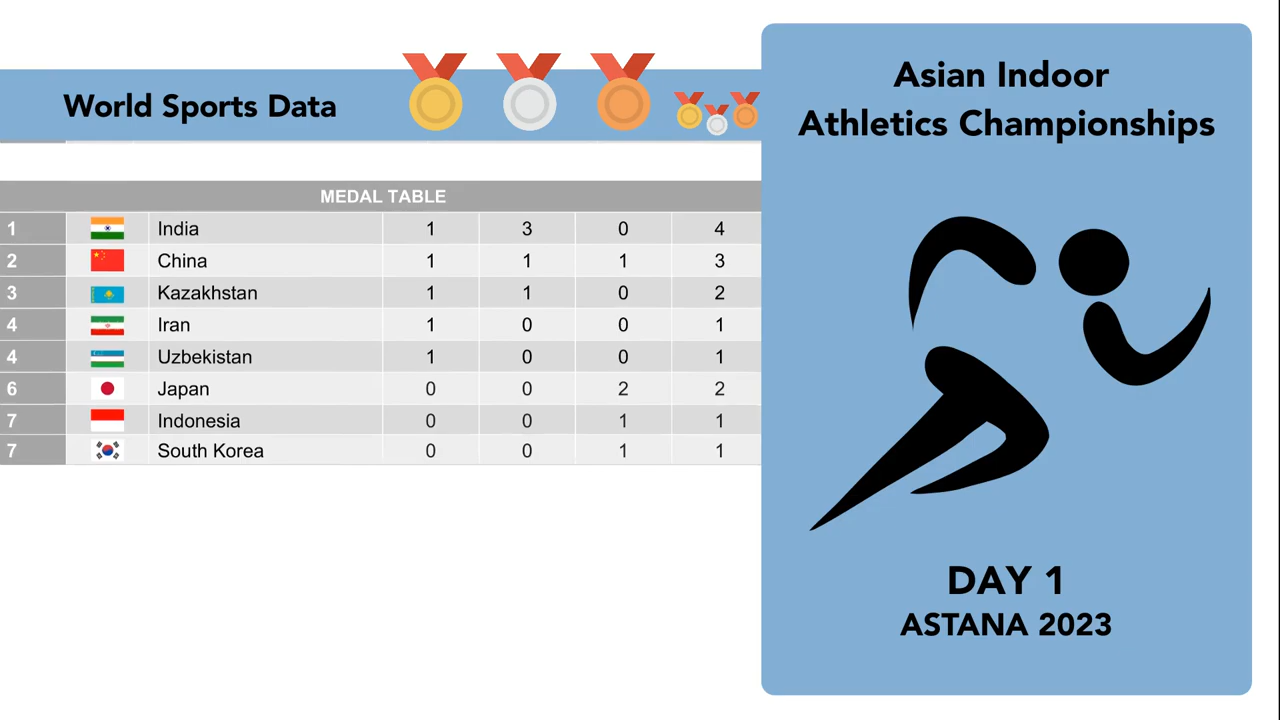 World Sports Data
MEDAL TABLE
1 India 1 3 0 4
2 China 1 1 1 3
3 Kazakhstan 1 1 0 2
4 Iran 1 0 0 1
4 Uzbekistan 1 0 0 1
6 Japan 0 0 2 2
7 Indonesia 0 0 1 1
7 South Korea 0 0 1 1
Asian Indoor
Athletics Championships
DAY 1
ASTANA 2023